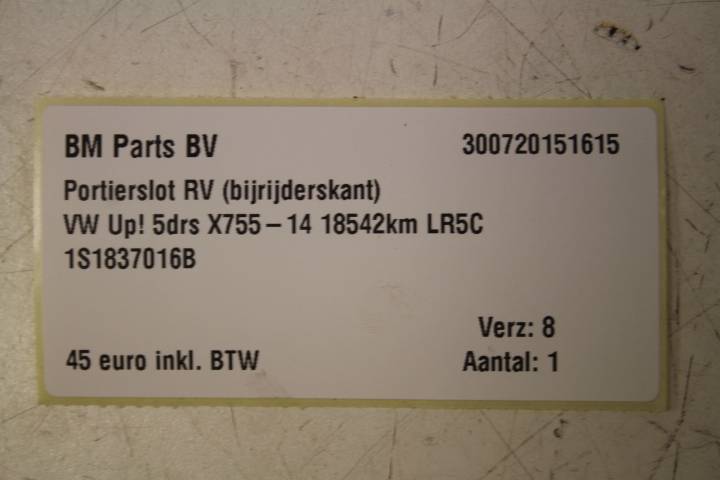 BM Parts BV 300720151615
Portierslot RV (bijrijderskant)
VW Up! 5drs X755-14 18542km LR5C
1S1837016B
Verz: 8
45 euro inkl. BTW Aantal: 1